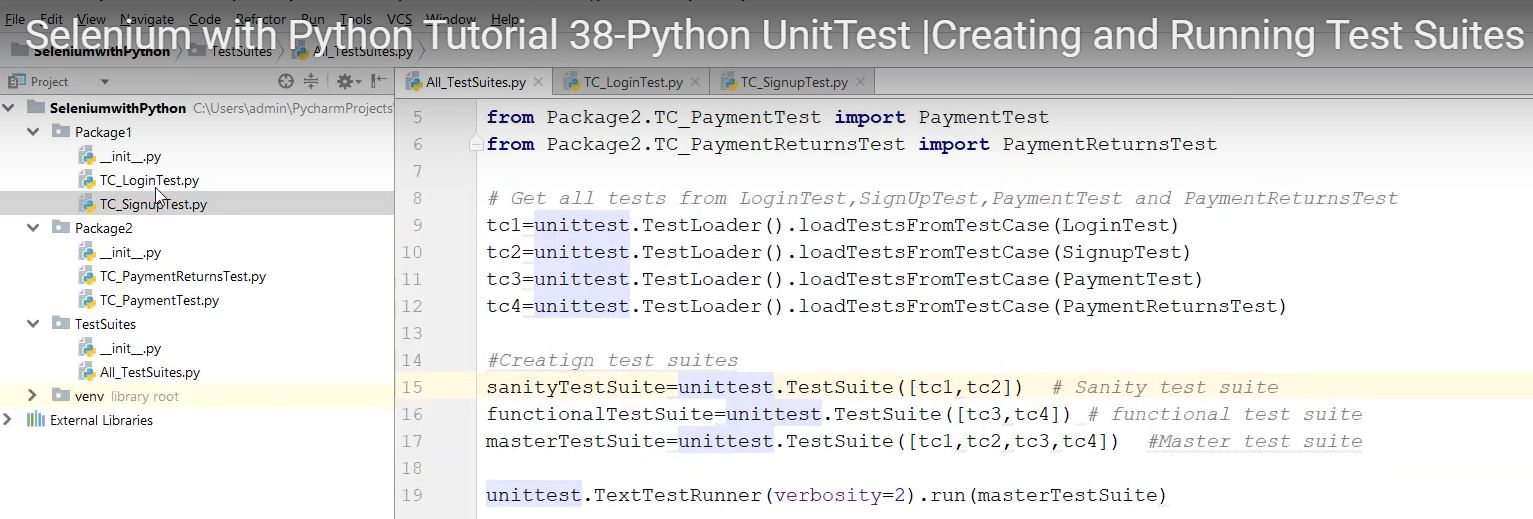 File Edit View Navigate Code Refactor Run Tools VCS Window Help
Selenium with Python Tutorial 38-Python UnitTest |Creating and Running Test Suites
SeleniumwithPython TestSuites All_TestSuites.py
Project
All_TestSuites.py TC_LoginTest.py TC_SignupTest.py
SeleniumwithPython C:\Users\admin\PycharmProjects
Package1
__init__.py
TC_LoginTest.py
TC_SignupTest.py
Package2
__init__.py
TC_PaymentReturnsTest.py
TC_PaymentTest.py
TestSuites
__init__.py
All_TestSuites.py
venv library root
External Libraries
5 from Package2.TC_PaymentTest import PaymentTest
6 from Package2.TC_PaymentReturnsTest import PaymentReturnsTest
7
8 # Get all tests from LoginTest,SignUpTest,PaymentTest and PaymentReturnsTest
9 tc1=unittest.TestLoader().loadTestsFromTestCase(LoginTest)
10 tc2=unittest.TestLoader().loadTestsFromTestCase(SignupTest)
11 tc3=unittest.TestLoader().loadTestsFromTestCase(PaymentTest)
12 tc4=unittest.TestLoader().loadTestsFromTestCase(PaymentReturnsTest)
13
14 #Creatign test suites
15 sanityTestSuite=unittest.TestSuite([tc1,tc2]) # Sanity test suite
16 functionalTestSuite=unittest.TestSuite([tc3,tc4]) # functional test suite
17 masterTestSuite=unittest.TestSuite([tc1,tc2,tc3,tc4]) #Master test suite
18
19 unittest.TextTestRunner(verbosity=2).run(masterTestSuite)